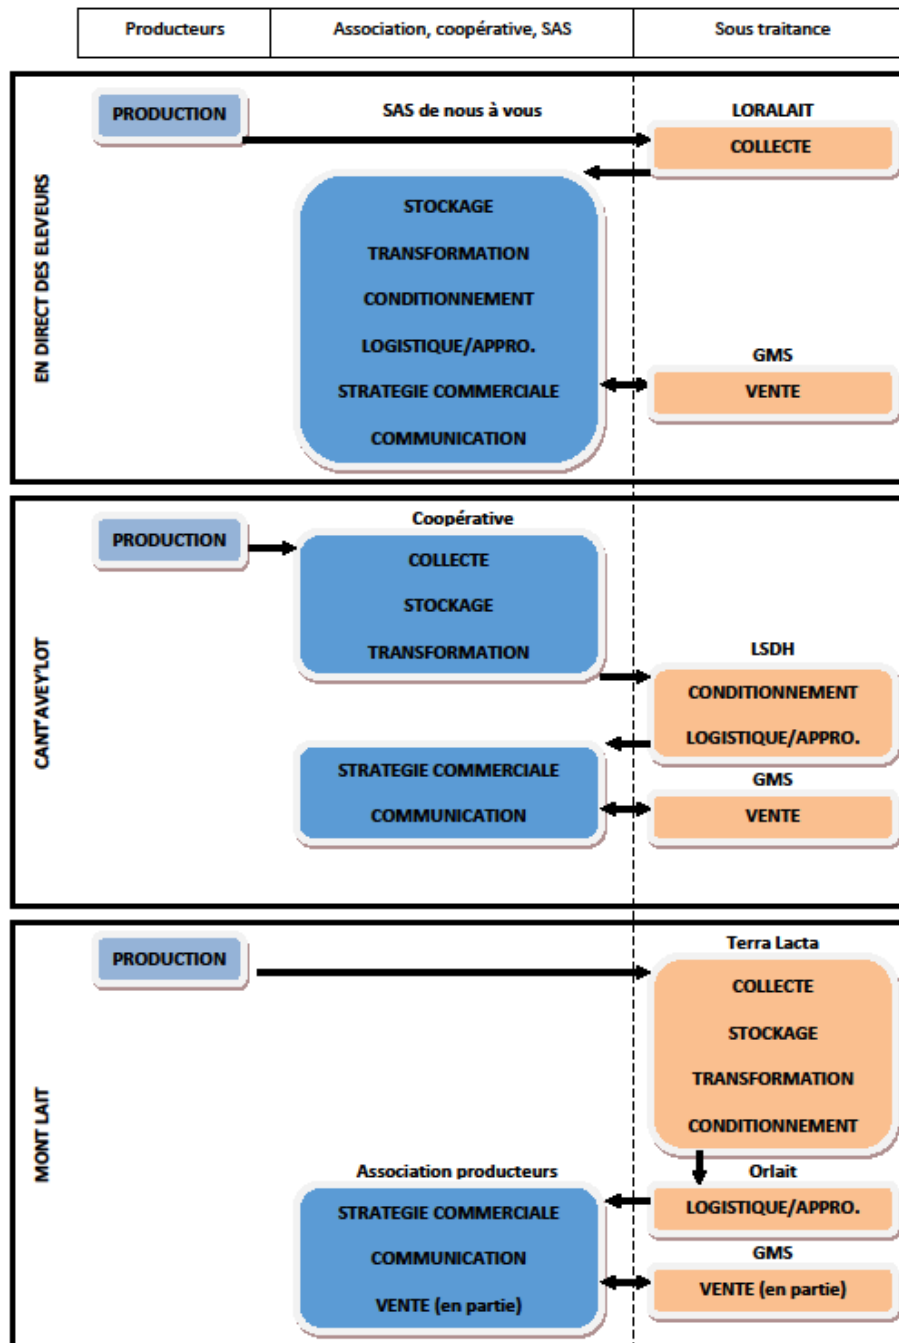 Producteurs
Association, coopérative, SAS
Sous traitance
EN DIRECT DES ELEVEURS
PRODUCTION
SAS de nous à vous
LORALAIT
COLLECTE
STOCKAGE
TRANSFORMATION
CONDITIONNEMENT
LOGISTIQUE/APPRO.
STRATEGIE COMMERCIALE
COMMUNICATION
GMS
VENTE
CANT'AVEY'LOT
PRODUCTION
Coopérative
COLLECTE
STOCKAGE
TRANSFORMATION
LSDH
CONDITIONNEMENT
LOGISTIQUE/APPRO.
STRATEGIE COMMERCIALE
COMMUNICATION
GMS
VENTE
MONT LAIT
PRODUCTION
Terra Lacta
COLLECTE
STOCKAGE
TRANSFORMATION
CONDITIONNEMENT
Orlait
LOGISTIQUE/APPRO.
Association producteurs
STRATEGIE COMMERCIALE
COMMUNICATION
VENTE (en partie)
GMS
VENTE (en partie)